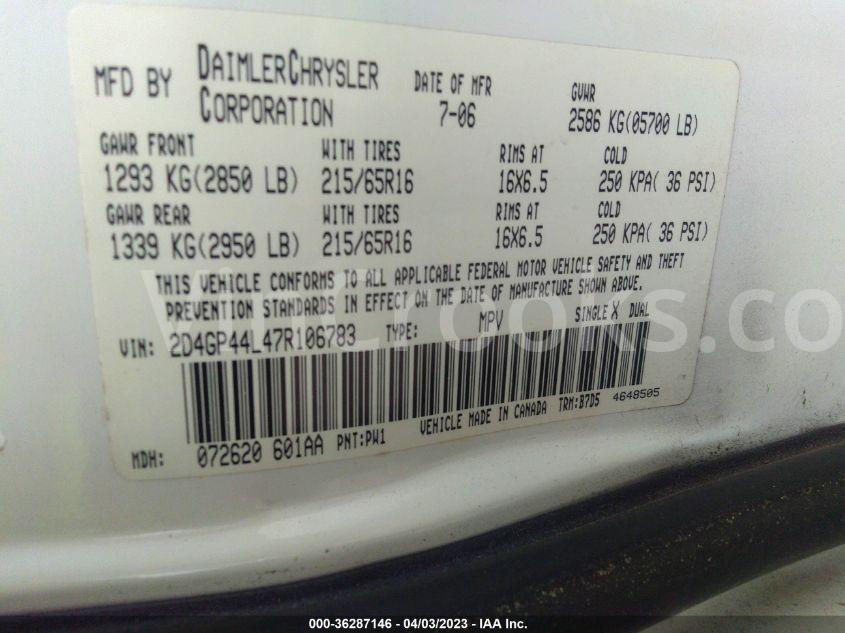 MFD BY DAIMLERCHRYSLER CORPORATION DATE OF MFR 7-06 GVWR 2586 KG(05700 LB)
GAWR FRONT WITH TIRES RIMS AT COLD
1293 KG(2850 LB) 215/65R16 16X6.5 250 KPA( 36 PSI)
GAWR REAR WITH TIRES RIMS AT COLD
1339 KG(2950 LB) 215/65R16 16X6.5 250 KPA( 36 PSI)
THIS VEHICLE CONFORMS TO ALL APPLICABLE FEDERAL MOTOR VEHICLE SAFETY AND THEFT
PREVENTION STANDARDS IN EFFECT ON THE DATE OF MANUFACTURE SHOWN ABOVE.
VIN: 2D4GP44L47R106783 TYPE: MPV SINGLE X DUAL
MDH: 072620 601AA PNT:PW1 VEHICLE MADE IN CANADA TRM:B7D5 4648505
000-36287146 - 04/03/2023 - IAA Inc.